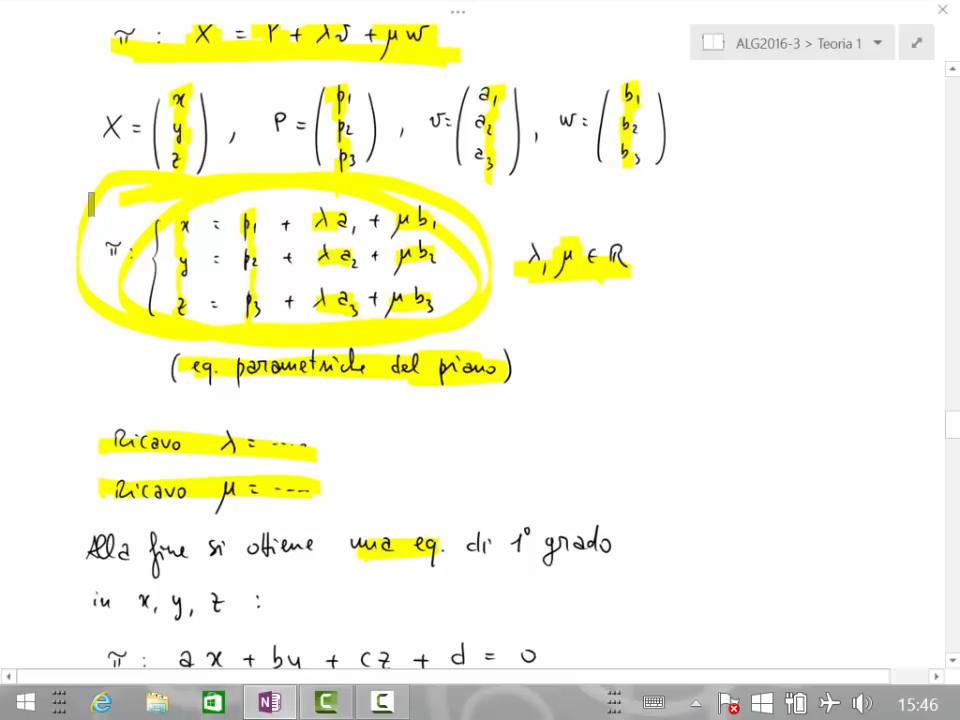 ALG2016-3 > Teoria 1
π : X = P + λv + μw
X = (x y z) , P = (p1 p2 p3) , v = (a1 a2 a3) , w = (b1 b2 b3)
x = p1 + λa1 + μb1
π : { y = p2 + λa2 + μb2 λ, μ ∈ ℝ
z = p3 + λa3 + μb3
(eq. parametriche del piano)
Ricavo λ = ....
Ricavo μ = ----
Alla fine si ottiene una eq. di 1° grado
in x, y, z :
π : ax + by + cz + d = 0
15:46